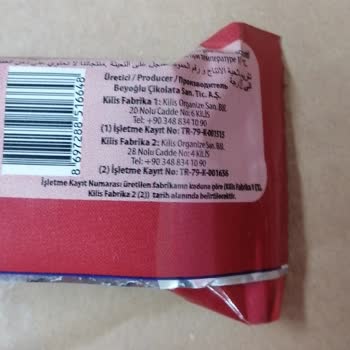 температуре
Üretici / Producer / Производитель
Beyoğlu Çikolata San. Tic. A.Ş.
Kilis Fabrika 1: Kilis Organize San. Böl.
20 Nolu Cadde No: 6 KİLİS
Tel: +90 348 834 10 90
(1) İşletme Kayıt No: TR-79-K-001515
Kilis Fabrika 2: Kilis Organize San. Böl.
28 Nolu Cadde No: 4 KİLİS
Tel: +90 348 834 10 90
(2) İşletme Kayıt No: TR-79-K-001636
İşletme Kayıt Numarası üretilen fabrikanın koduna göre (Kilis Fabrika 1 (1),
Kilis Fabrika 2 (2)) tarih alanında belirtilecektir.
8 697288 516648